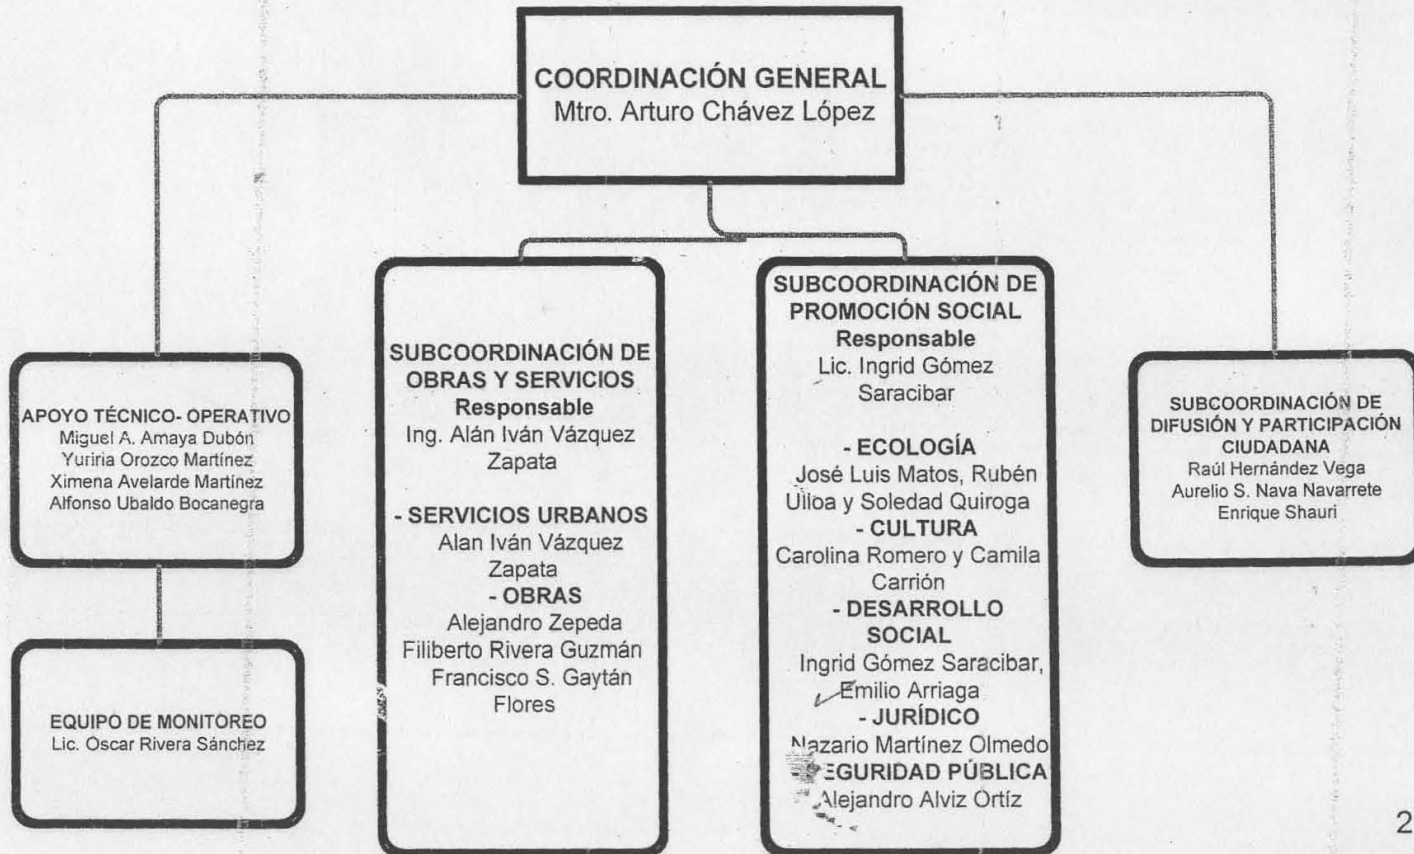 COORDINACIÓN GENERAL
Mtro. Arturo Chávez López
APOYO TÉCNICO- OPERATIVO
Miguel A. Amaya Dubón
Yuriria Orozco Martínez
Ximena Avelarde Martínez
Alfonso Ubaldo Bocanegra
EQUIPO DE MONITOREO
Lic. Oscar Rivera Sánchez
SUBCOORDINACIÓN DE
OBRAS Y SERVICIOS
Responsable
Ing. Alán Iván Vázquez
Zapata
- SERVICIOS URBANOS
Alan Iván Vázquez
Zapata
- OBRAS
Alejandro Zepeda
Filiberto Rivera Guzmán
Francisco S. Gaytán
Flores
SUBCOORDINACIÓN DE
PROMOCIÓN SOCIAL
Responsable
Lic. Ingrid Gómez
Saracibar
- ECOLOGÍA
José Luis Matos, Rubén
Ulloa y Soledad Quiroga
- CULTURA
Carolina Romero y Camila
Carrión
- DESARROLLO
SOCIAL
Ingrid Gómez Saracibar,
Emilio Arriaga
- JURÍDICO
Nazario Martínez Olmedo
EGURIDAD PÚBLICA
Alejandro Alviz Ortíz
SUBCOORDINACIÓN DE
DIFUSIÓN Y PARTICIPACIÓN
CIUDADANA
Raúl Hernández Vega
Aurelio S. Nava Navarrete
Enrique Shauri
2